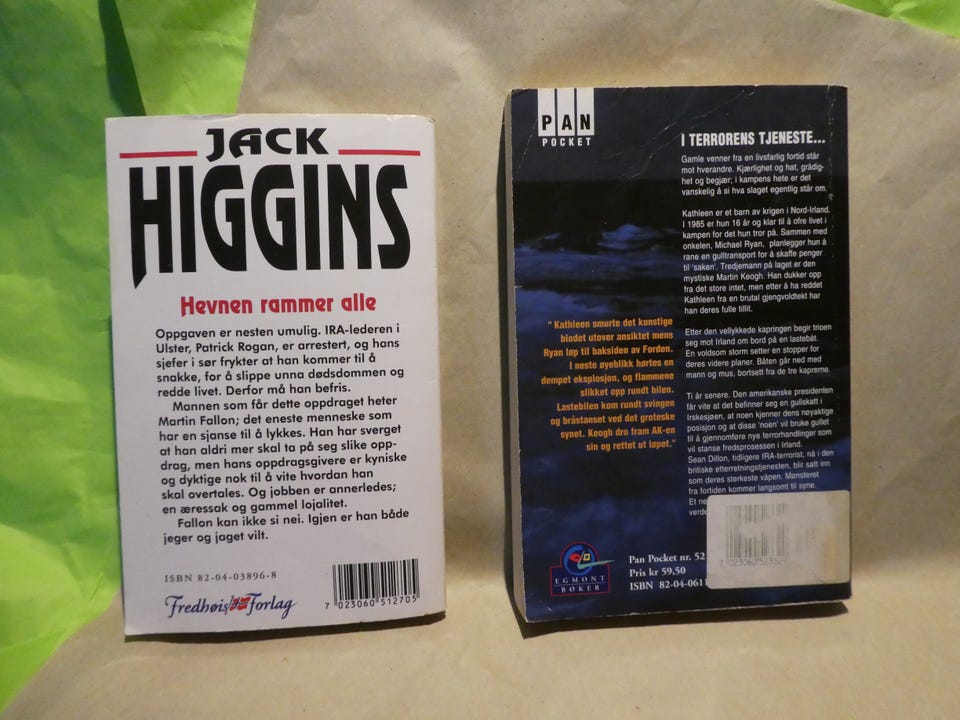 JACK
HIGGINS
Hevnen rammer alle
Oppgaven er nesten umulig. IRA-lederen i
Ulster, Patrick Rogan, er arrestert, og hans
sjefer i sør frykter at han kommer til å
snakke, for å slippe unna dødsdommen og
redde livet. Derfor må han befris.
Mannen som får dette oppdraget heter
Martin Fallon; det eneste menneske som
har en sjanse til å lykkes. Han har sverget
at han aldri mer skal ta på seg slike opp-
drag, men hans oppdragsgivere er kyniske
og dyktige nok til å vite hvordan han
skal overtales. Og jobben er annerledes;
en æressak og gammel lojalitet.
Fallon kan ikke si nei. Igjen er han både
jeger og jaget vilt.
ISBN 82-04-03896-8
Fredhøis Forlag
7 023060 512705
PAN
POCKET
I TERRORENS TJENESTE...
Gamle venner fra en livsfarlig fortid står
mot hverandre. Kjærlighet og hat, grådig-
het og begjær; i kampens hete er det
vanskelig å si hva slaget egentlig står om.
Kathleen er et barn av krigen i Nord-Irland.
I 1985 er hun 16 år og klar til å ofre livet i
kampen for det hun tror på. Sammen med
onkelen, Michael Ryan, planlegger hun å
rane en gulltransport for å skaffe penger
til 'saken'. Tredjemann på laget er den
mystiske Martin Keogh. Han dukker opp
fra det store intet, men etter å ha reddet
Kathleen fra en brutal gjengvoldtekt har
han deres fulle tillit.
Etter den vellykkede kapringen begir trioen
seg mot Irland om bord på en lastebåt.
En voldsom storm setter en stopper for
deres videre planer. Båten går ned med
mann og mus, bortsett fra de tre kaprerne.
Ti år senere. Den amerikanske presidenten
får vite at det befinner seg en gullskatt i
Irskesjøen, at noen kjenner dens nøyaktige
posisjon og at disse 'noen' vil bruke gullet
til å gjennomføre nye terrorhandlinger som
vil stanse fredsprosessen i Irland.
Sean Dillon, tidligere IRA-terrorist, nå i den
britiske etterretningstjenesten, blir satt inn
som deres sterkeste våpen. Mønsteret
fra fortiden kommer langsomt til syne.
Et
" Kathleen smurte det kunstige
blodet utover ansiktet mens
Ryan løp til baksiden av Forden.
I neste øyeblikk hørtes en
dempet eksplosjon, og flammene
slikket opp rundt bilen.
Lastebilen kom rundt svingen
og bråstanset ved det groteske
synet. Keogh dro fram AK-en
sin og rettet ut løpet."
EGMONT
BØKER
Pan Pocket nr. 52
Pris kr 59,50
ISBN 82-04-061